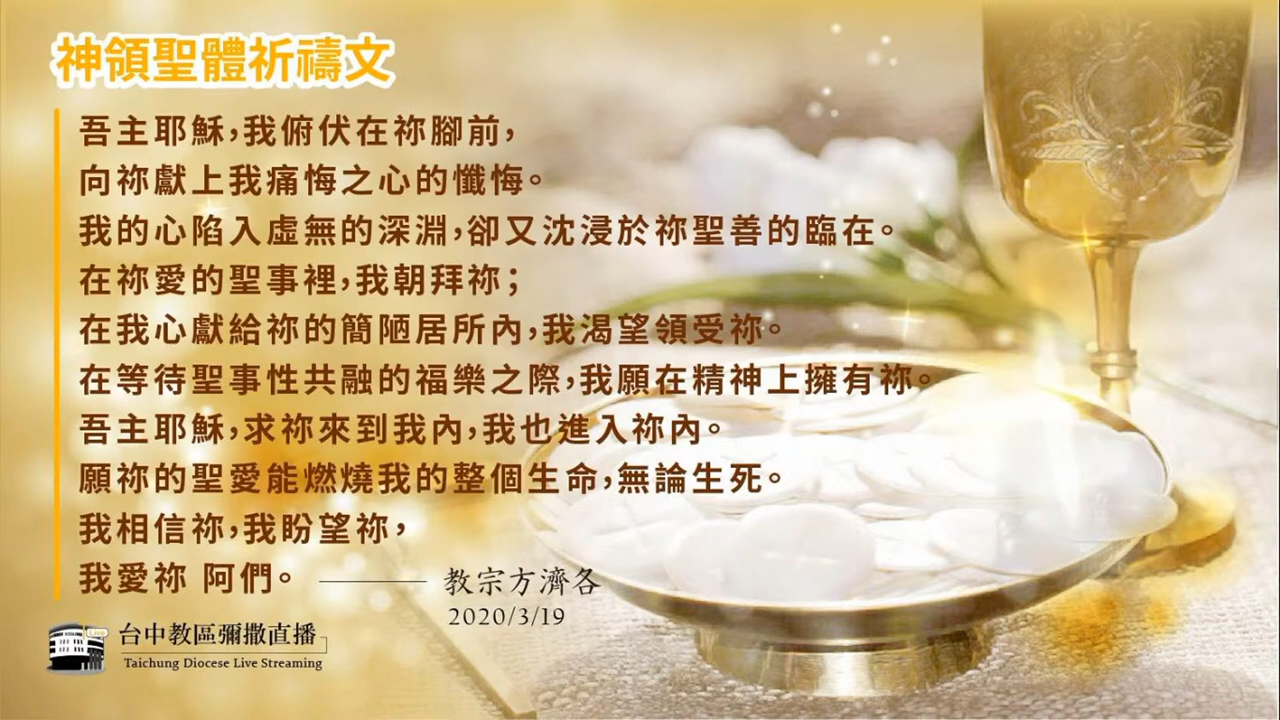 神領聖體祈禱文
吾主耶穌，我俯伏在祢腳前，
向祢獻上我痛悔之心的懺悔。
我的心陷入虛無的深淵，卻又沈浸於祢聖善的臨在。
在祢愛的聖事裡，我朝拜祢；
在我心獻給祢的簡陋居所內，我渴望領受祢。
在等待聖事性共融的福樂之際，我願在精神上擁有祢。
吾主耶穌，求祢來到我內，我也進入祢內。
願祢的聖愛能燃燒我的整個生命，無論生死。
我相信祢，我盼望祢，
我愛祢 阿們。 ——— 教宗方濟各
2020/3/19
Live 台中教區彌撒直播
Taichung Diocese Live Streaming